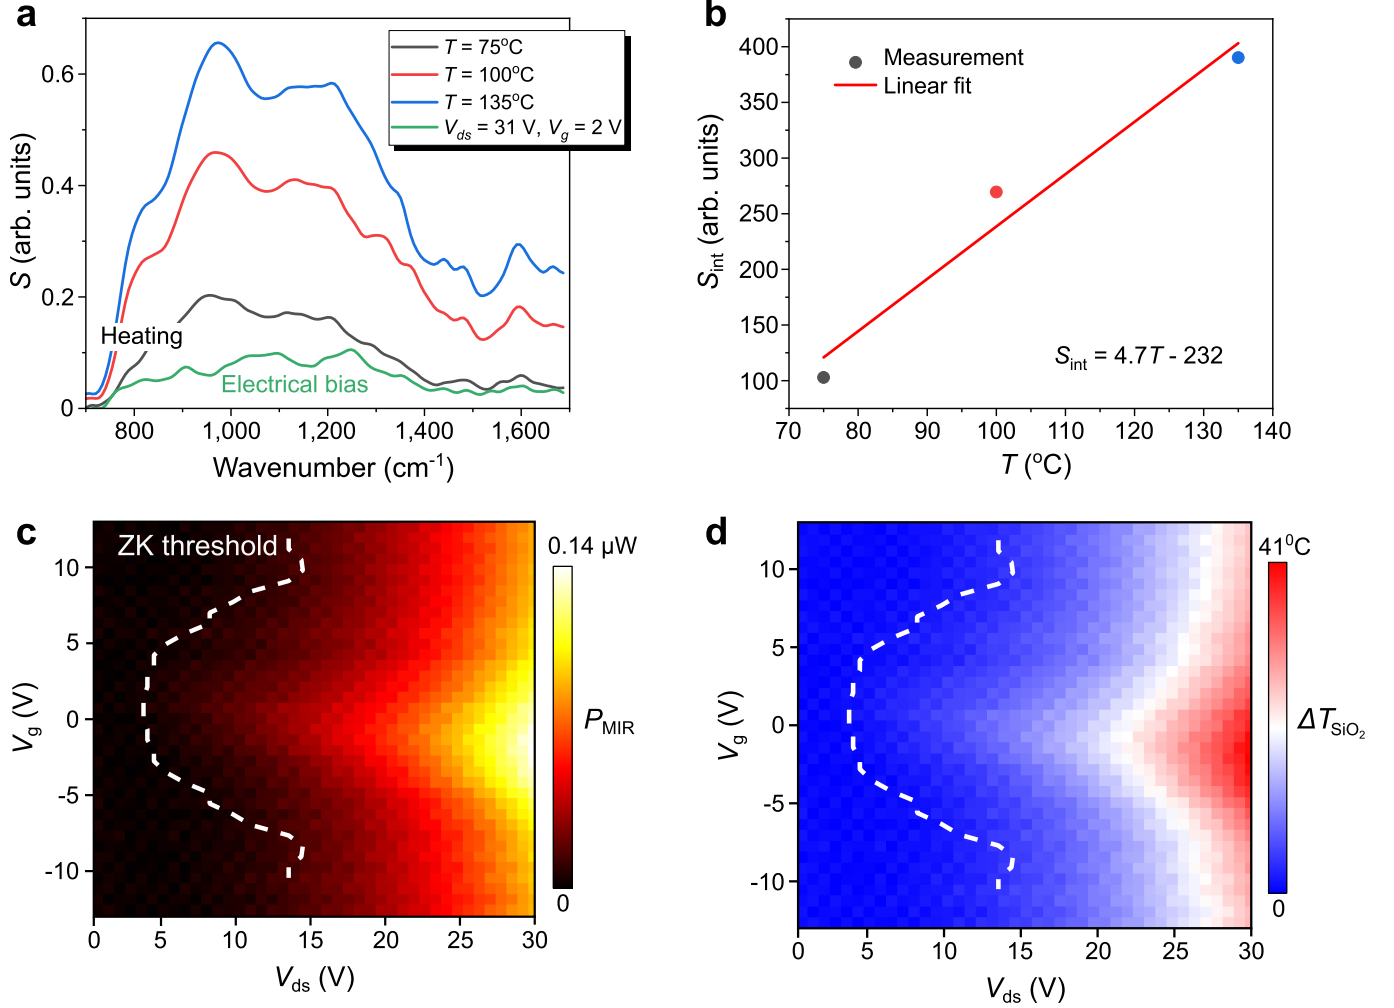 a
S (arb. units)
0.6
0.4
0.2
0
T = 75°C
T = 100°C
T = 135°C
Vds = 31 V, Vg = 2 V
Heating
Electrical bias
800
1,000
1,200
1,400
1,600
Wavenumber (cm-1)
b
Sint (arb. units)
400
350
300
250
200
150
100
Measurement
Linear fit
Sint = 4.7T - 232
70
80
90
100
110
120
130
140
T (°C)
c
ZK threshold
Vg (V)
10
5
0
-5
-10
0
5
10
15
20
25
30
Vds (V)
0.14 µW
PMIR
0
d
Vg (V)
10
5
0
-5
-10
0
5
10
15
20
25
30
Vds (V)
41⁰C
ΔTSiO2
0